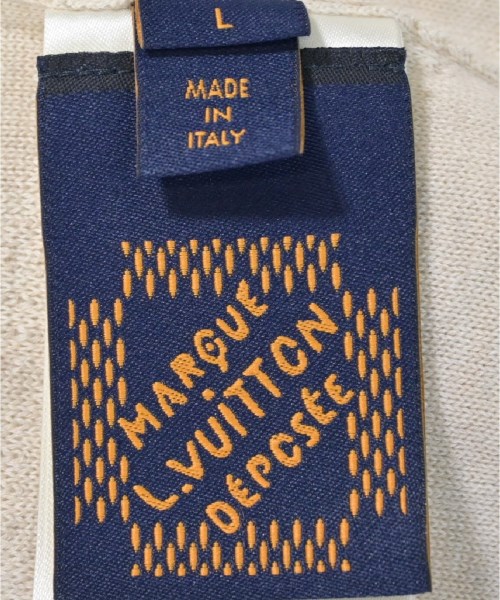 L
MADE
IN
ITALY
MARQUE
L.VUITTON
DÉPOSÉE